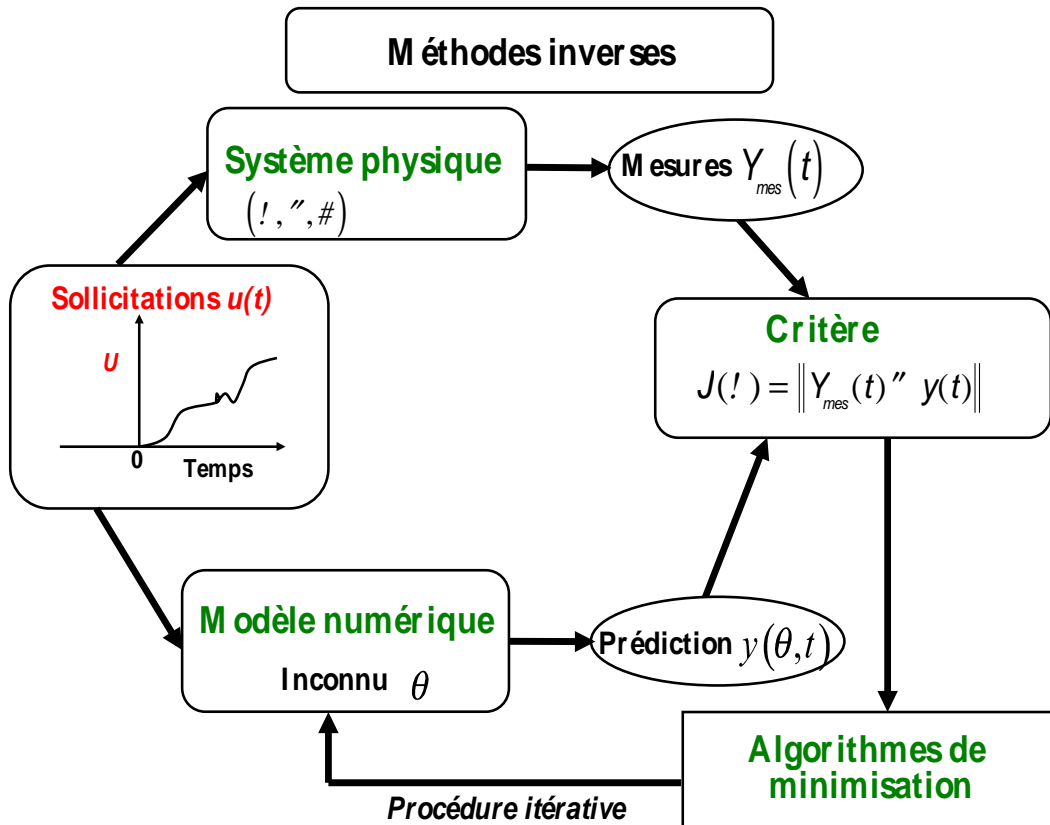 Méthodes inverses
Système physique
(!, ″, #)
Mesures Y_mes(t)
Sollicitations u(t)
U
0
Temps
Critère
J(!) = ‖Y_mes(t)″ y(t)‖
Modèle numérique
Inconnu θ
Prédiction y(θ,t)
Algorithmes de
minimisation
Procédure itérative